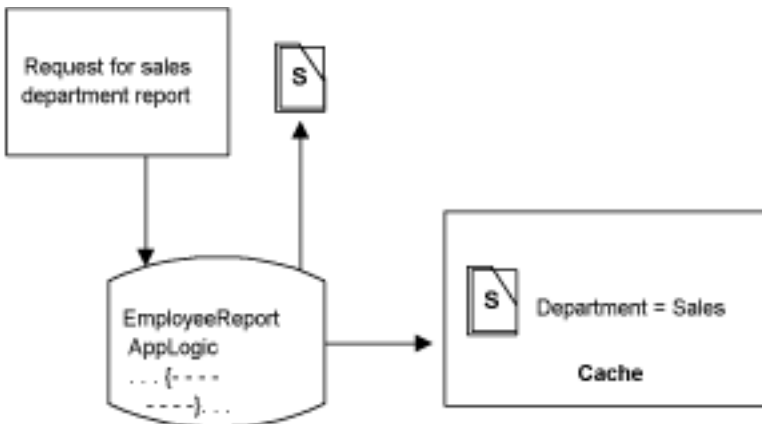 Request for sales
department report
S
EmployeeReport
AppLogic
. . . {- - - -
- - - -}. . .
S
Department = Sales
Cache